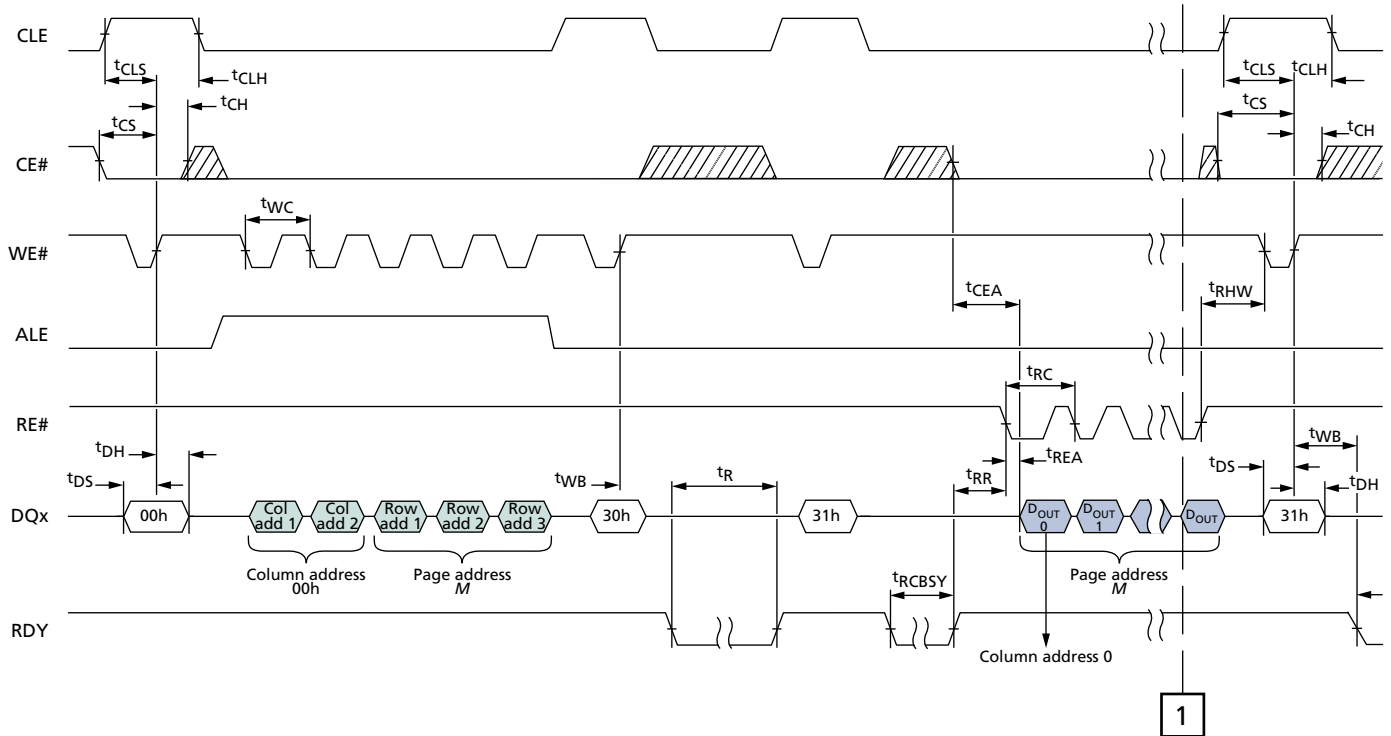 CLE
tCLS
tCLH
tCLS
tCLH
tCH
tCS
tCS
tCH
CE#
tWC
WE#
tCEA
tRHW
ALE
tRC
RE#
tDH
tREA
tWB
tDS
tWB
tR
tRR
tDS
tDH
DQx
00h
Col add 1
Col add 2
Row add 1
Row add 2
Row add 3
30h
31h
DOUT 0
DOUT 1
DOUT
31h
Column address 00h
Page address M
tRCBSY
Page address M
RDY
Column address 0
1